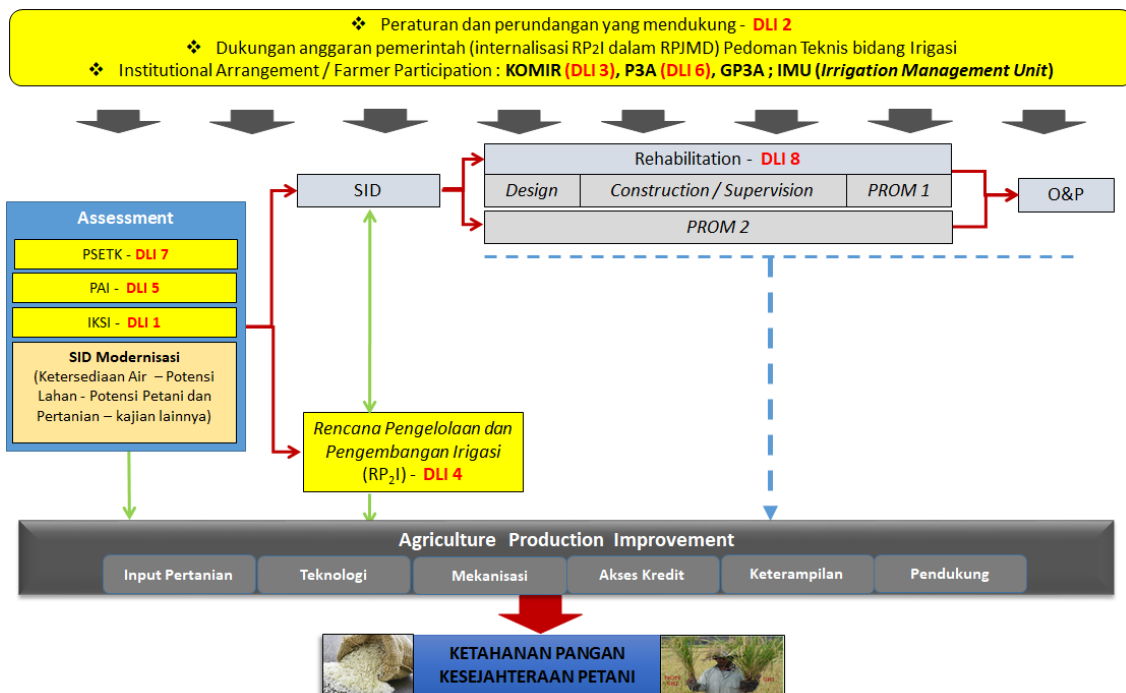 ❖ Peraturan dan perundangan yang mendukung - DLI 2
❖ Dukungan anggaran pemerintah (internalisasi RP2I dalam RPJMD) Pedoman Teknis bidang Irigasi
❖ Institutional Arrangement / Farmer Participation : KOMIR (DLI 3), P3A (DLI 6), GP3A ; IMU (Irrigation Management Unit)
Rehabilitation - DLI 8
SID
Design
Construction / Supervision
PROM 1
O&P
PROM 2
Assessment
PSETK - DLI 7
PAI - DLI 5
IKSI - DLI 1
SID Modernisasi
(Ketersediaan Air – Potensi
Lahan - Potensi Petani dan
Pertanian – kajian lainnya)
Rencana Pengelolaan dan
Pengembangan Irigasi
(RP2I) - DLI 4
Agriculture Production Improvement
Input Pertanian
Teknologi
Mekanisasi
Akses Kredit
Keterampilan
Pendukung
KETAHANAN PANGAN
KESEJAHTERAAN PETANI